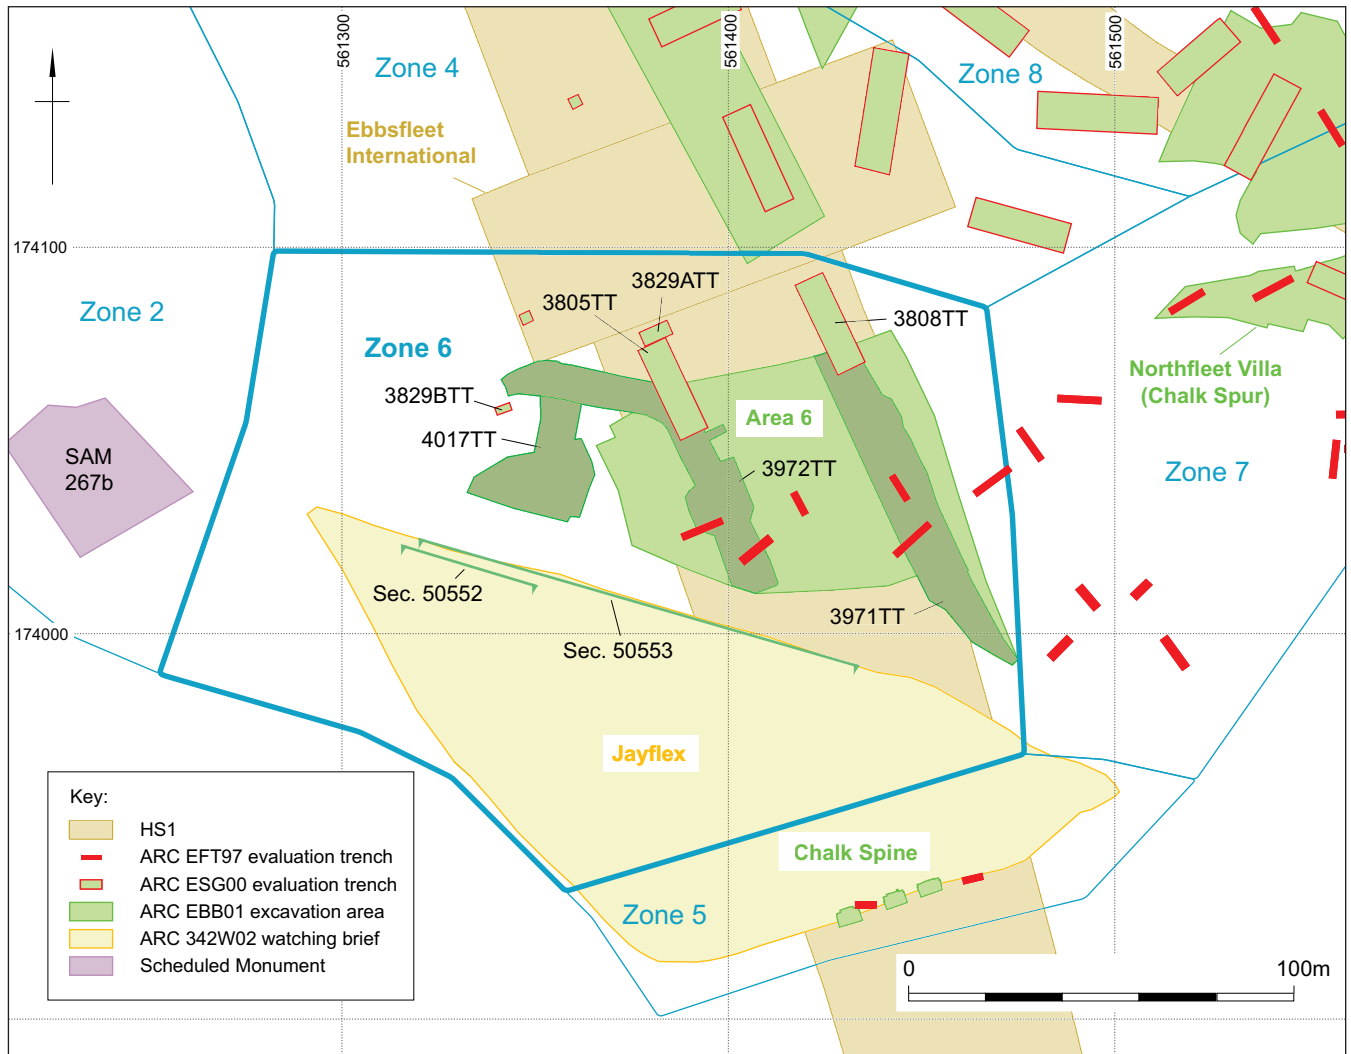 561300
561400
561500
Zone 4
Zone 8
Ebbsfleet
International
174100
3829ATT
3805TT
3808TT
Zone 2
Zone 6
Northfleet Villa
(Chalk Spur)
3829BTT
Area 6
4017TT
SAM
267b
3972TT
Zone 7
Sec. 50552
3971TT
174000
Sec. 50553
Jayflex
Key:
HS1
ARC EFT97 evaluation trench
ARC ESG00 evaluation trench
ARC EBB01 excavation area
ARC 342W02 watching brief
Scheduled Monument
Chalk Spine
Zone 5
0
100m